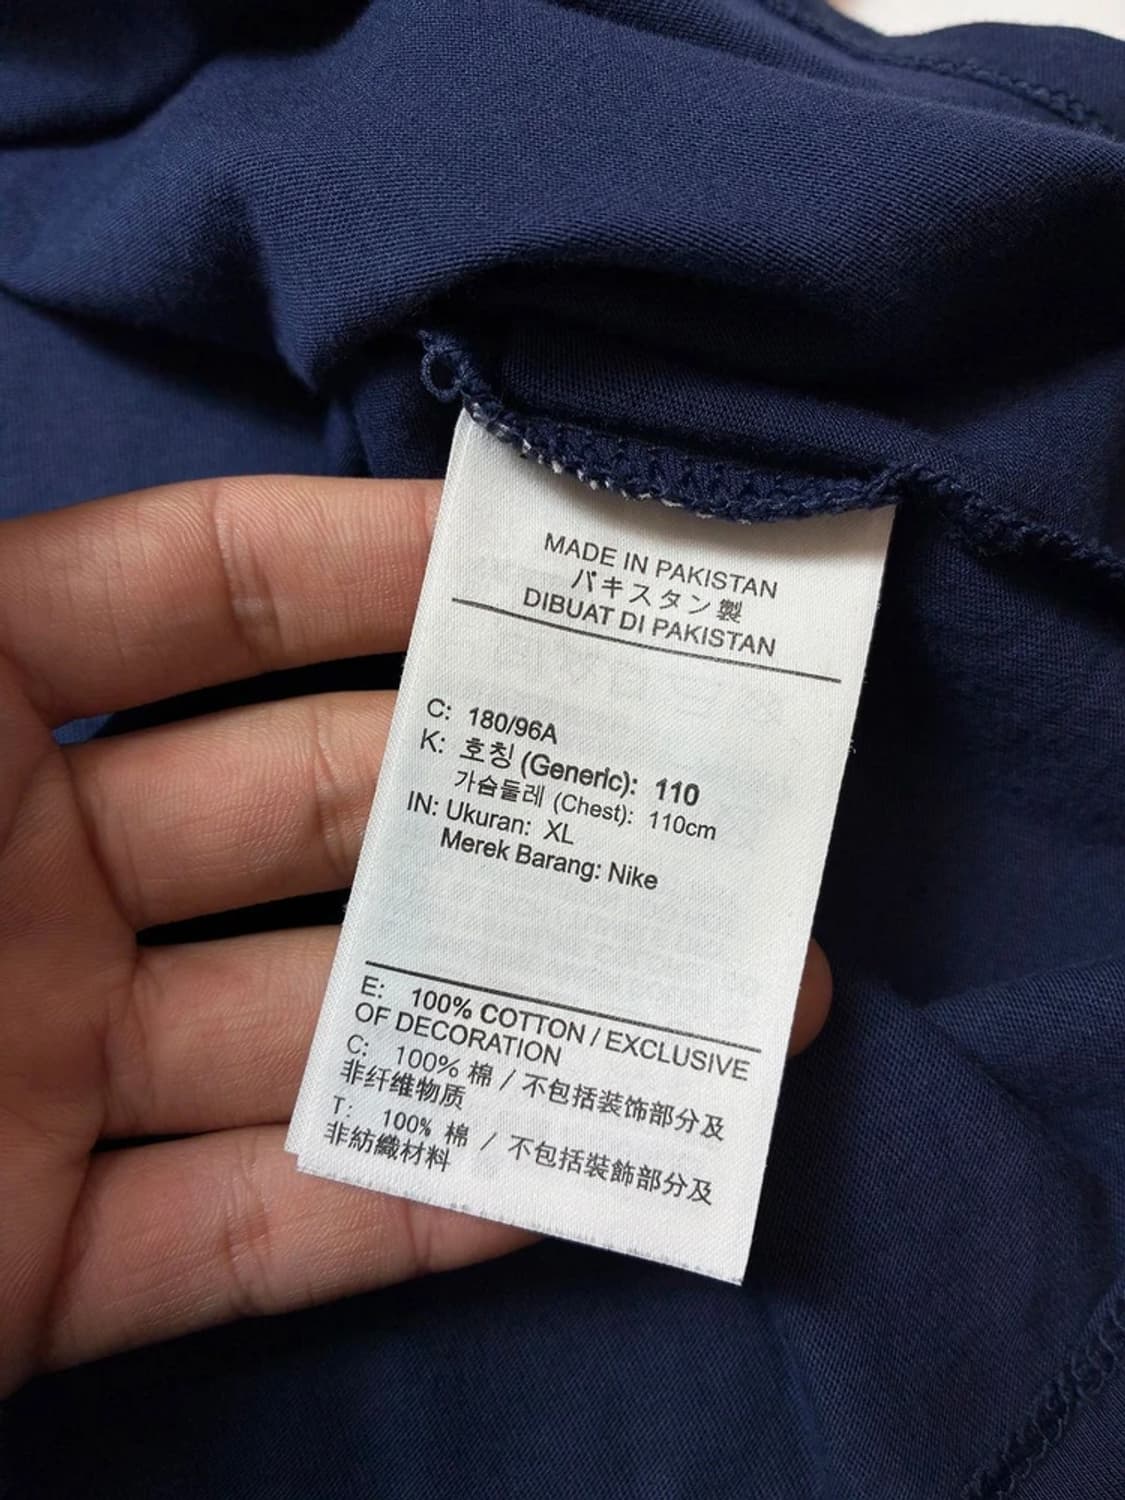 MADE IN PAKISTAN
パキスタン製
DIBUAT DI PAKISTAN
C: 180/96A
K: 호칭 (Generic): 110
가슴둘레 (Chest): 110cm
IN: Ukuran: XL
Merek Barang: Nike
E: 100% COTTON / EXCLUSIVE
OF DECORATION
C: 100% 棉 / 不包括装饰部分及
非纤维物质
T: 100% 棉 / 不包括裝飾部分及
非紡織材料